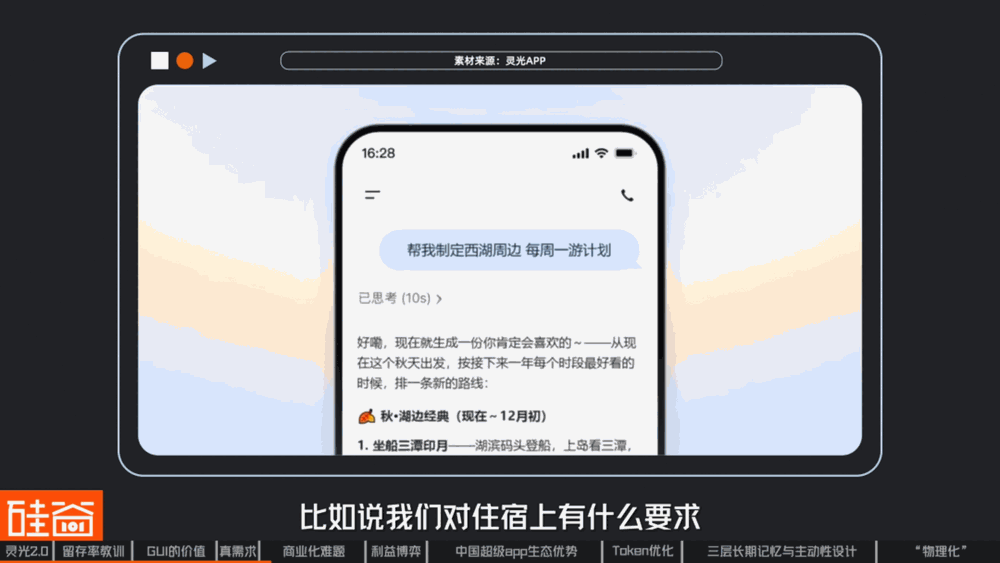 素材来源：灵光APP
16:28
帮我制定西湖周边 每周一游计划
已思考 (10s) >
好嘞，现在就生成一份你肯定会喜欢的～——从现
在这个秋天出发，按接下来一年每个时段最好看的
时候，排一条新的路线：
秋·湖边经典（现在～12月初）
1. 坐船三潭印月——湖滨码头登船，上岛看三潭，
比如说我们对住宿上有什么要求
硅谷
101
灵光2.0
留存率教训
GUI的价值
真需求
商业化难题
利益博弈
中国超级app生态优势
Token优化
三层长期记忆与主动性设计
“物理化”